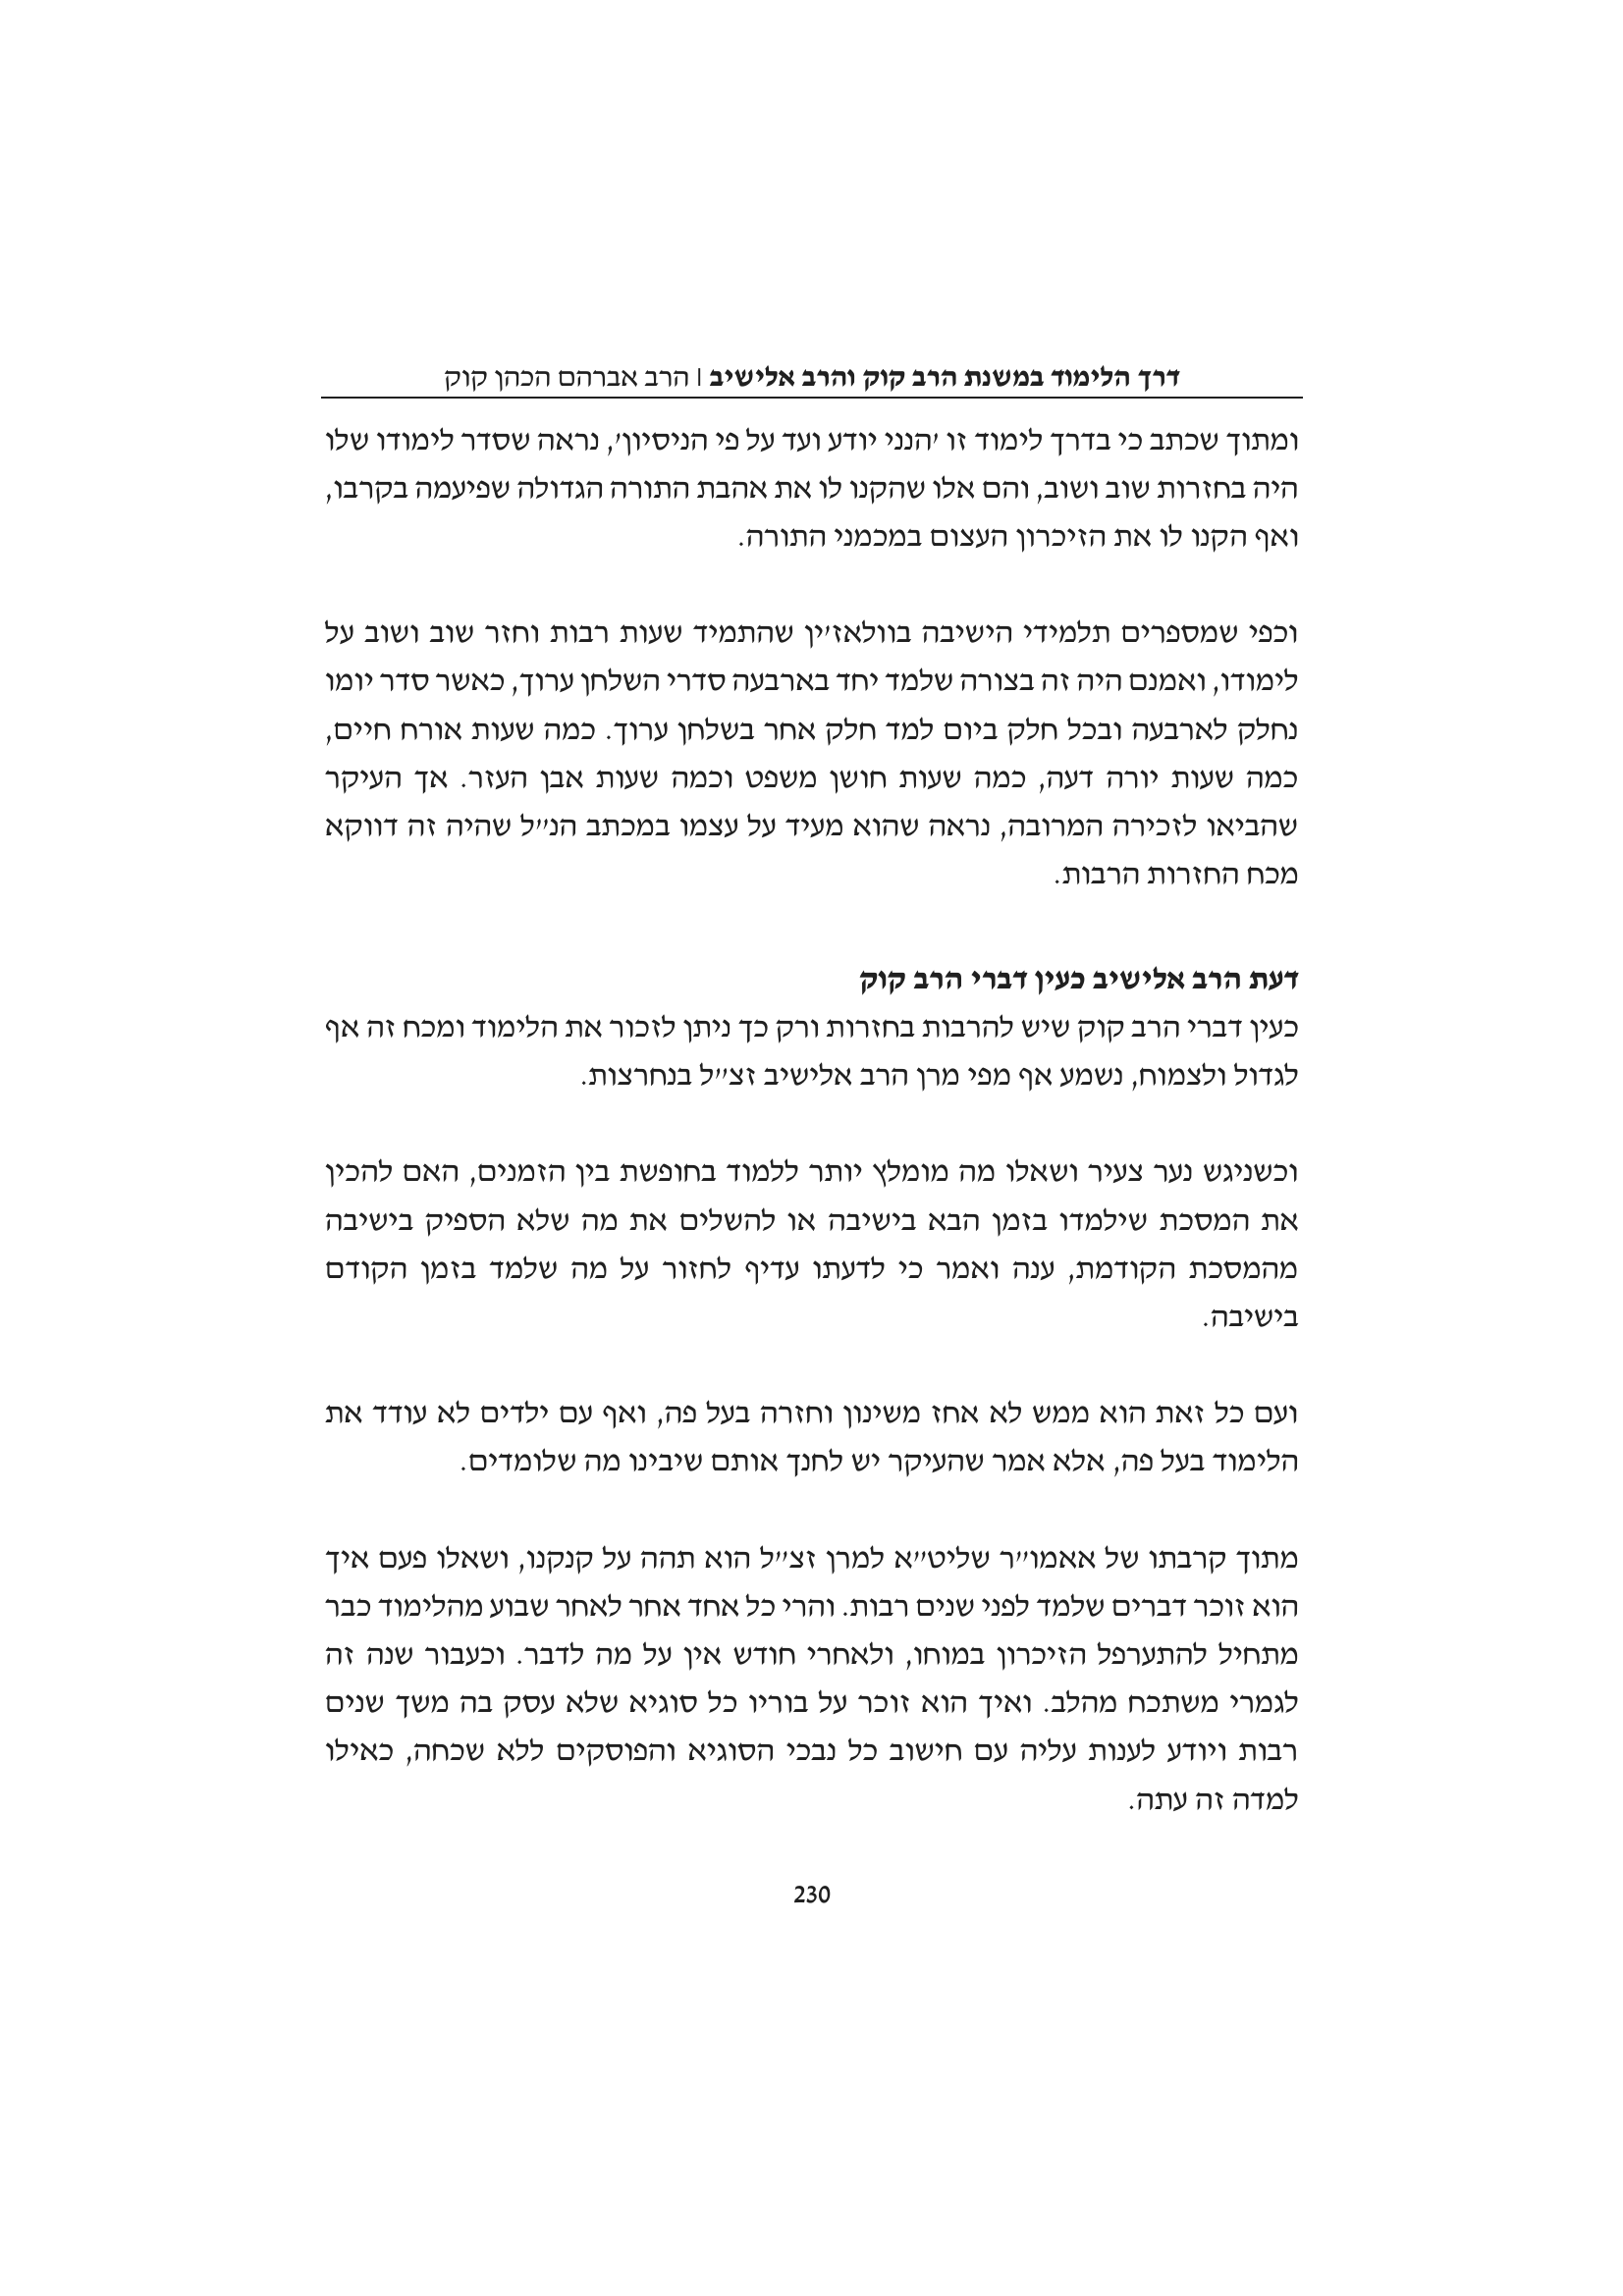 דרך הלימוד במשנת הרב קוק והרב אלישיב | הרב אברהם הכהן קוק
ומתוך שכתב כי בדרך לימוד זו 'הנני יודע ועד על פי הניסיון', נראה שסדר לימודו שלו
היה בחזרות שוב ושוב, והם אלו שהקנו לו את אהבת התורה הגדולה שפיעמה בקרבו,
ואף הקנו לו את הזיכרון העצום במכמני התורה.
וכפי שמספרים תלמידי הישיבה בוולאז'ין שהתמיד שעות רבות וחזר שוב ושוב על
לימודו, ואמנם היה זה בצורה שלמד יחד בארבעה סדרי השלחן ערוך, כאשר סדר יומו
נחלק לארבעה ובכל חלק ביום למד חלק אחר בשלחן ערוך. כמה שעות אורח חיים,
כמה שעות יורה דעה, כמה שעות חושן משפט וכמה שעות אבן העזר. אך העיקר
שהביאו לזכירה המרובה, נראה שהוא מעיד על עצמו במכתב הנ"ל שהיה זה דווקא
מכח החזרות הרבות.
דעת הרב אלישיב כעין דברי הרב קוק
כעין דברי הרב קוק שיש להרבות בחזרות ורק כך ניתן לזכור את הלימוד ומכח זה אף
לגדול ולצמוח, נשמע אף מפי מרן הרב אלישיב זצ"ל בנחרצות.
וכשניגש נער צעיר ושאלו מה מומלץ יותר ללמוד בחופשת בין הזמנים, האם להכין
את המסכת שילמדו בזמן הבא בישיבה או להשלים את מה שלא הספיק בישיבה
מהמסכת הקודמת, ענה ואמר כי לדעתו עדיף לחזור על מה שלמד בזמן הקודם
בישיבה.
ועם כל זאת הוא ממש לא אחז משינון וחזרה בעל פה, ואף עם ילדים לא עודד את
הלימוד בעל פה, אלא אמר שהעיקר יש לחנך אותם שיבינו מה שלומדים.
מתוך קרבתו של אאמו"ר שליט"א למרן זצ"ל הוא תהה על קנקנו, ושאלו פעם איך
הוא זוכר דברים שלמד לפני שנים רבות. והרי כל אחד אחר לאחר שבוע מהלימוד כבר
מתחיל להתערפל הזיכרון במוחו, ולאחרי חודש אין על מה לדבר. וכעבור שנה זה
לגמרי משתכח מהלב. ואיך הוא זוכר על בוריו כל סוגיא שלא עסק בה משך שנים
רבות ויודע לענות עליה עם חישוב כל נבכי הסוגיא והפוסקים ללא שכחה, כאילו
למדה זה עתה.
230